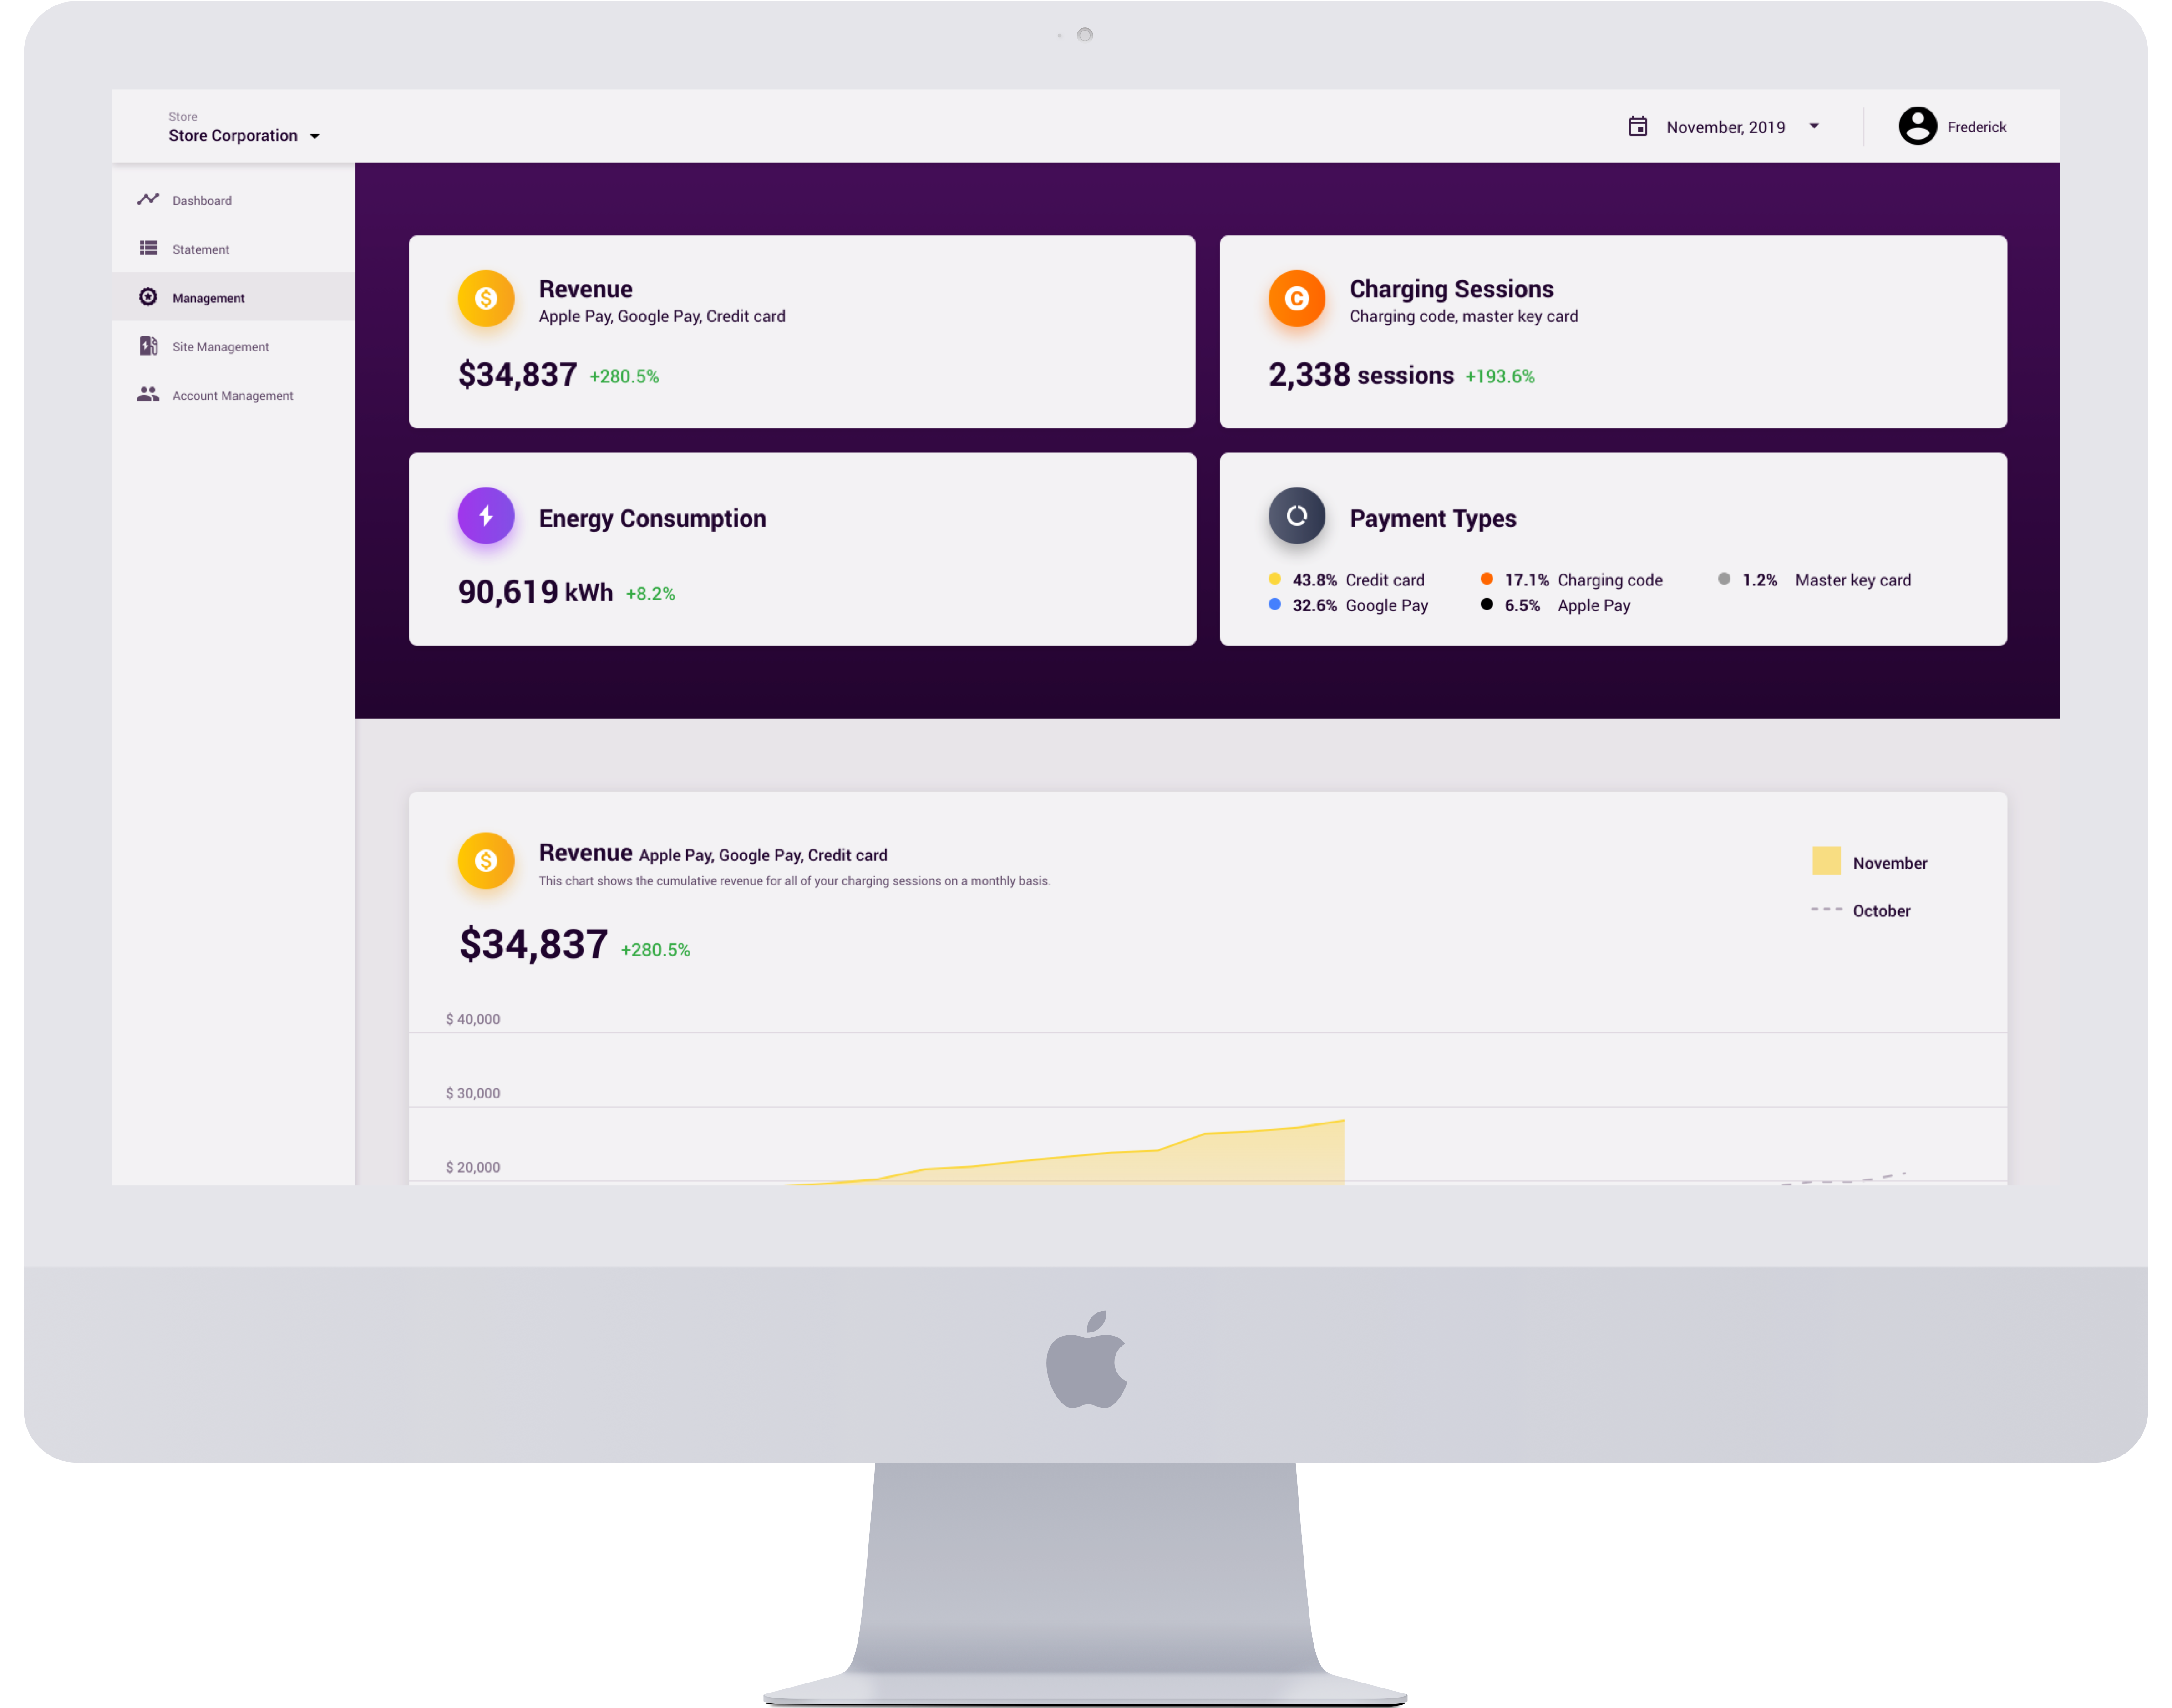 Store
Store Corporation
November, 2019
Frederick
Dashboard
Statement
Management
Site Management
Account Management
Revenue
Apple Pay, Google Pay, Credit card
$34,837 +280.5%
Charging Sessions
Charging code, master key card
2,338 sessions +193.6%
Energy Consumption
90,619 kWh +8.2%
Payment Types
43.8% Credit card 17.1% Charging code 1.2% Master key card
32.6% Google Pay 6.5% Apple Pay
Revenue Apple Pay, Google Pay, Credit card
This chart shows the cumulative revenue for all of your charging sessions on a monthly basis.
$34,837 +280.5%
November
October
$ 40,000
$ 30,000
$ 20,000